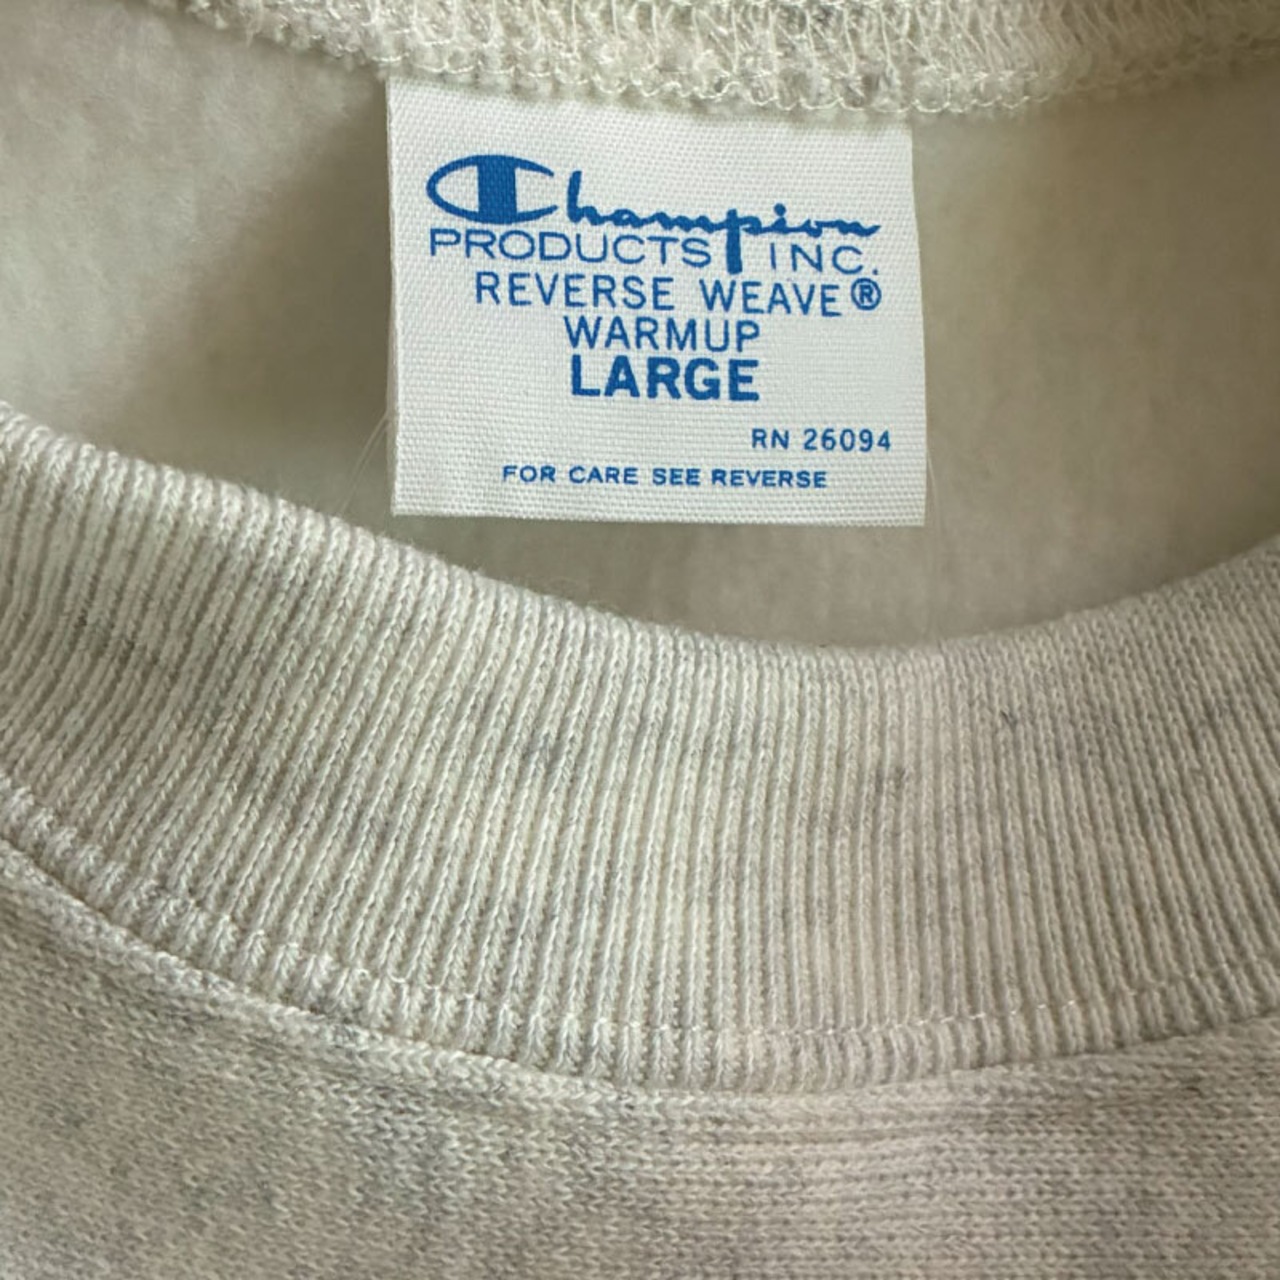 Champion
PRODUCTS INC.
REVERSE WEAVE®
WARMUP
LARGE
RN 26094
FOR CARE SEE REVERSE